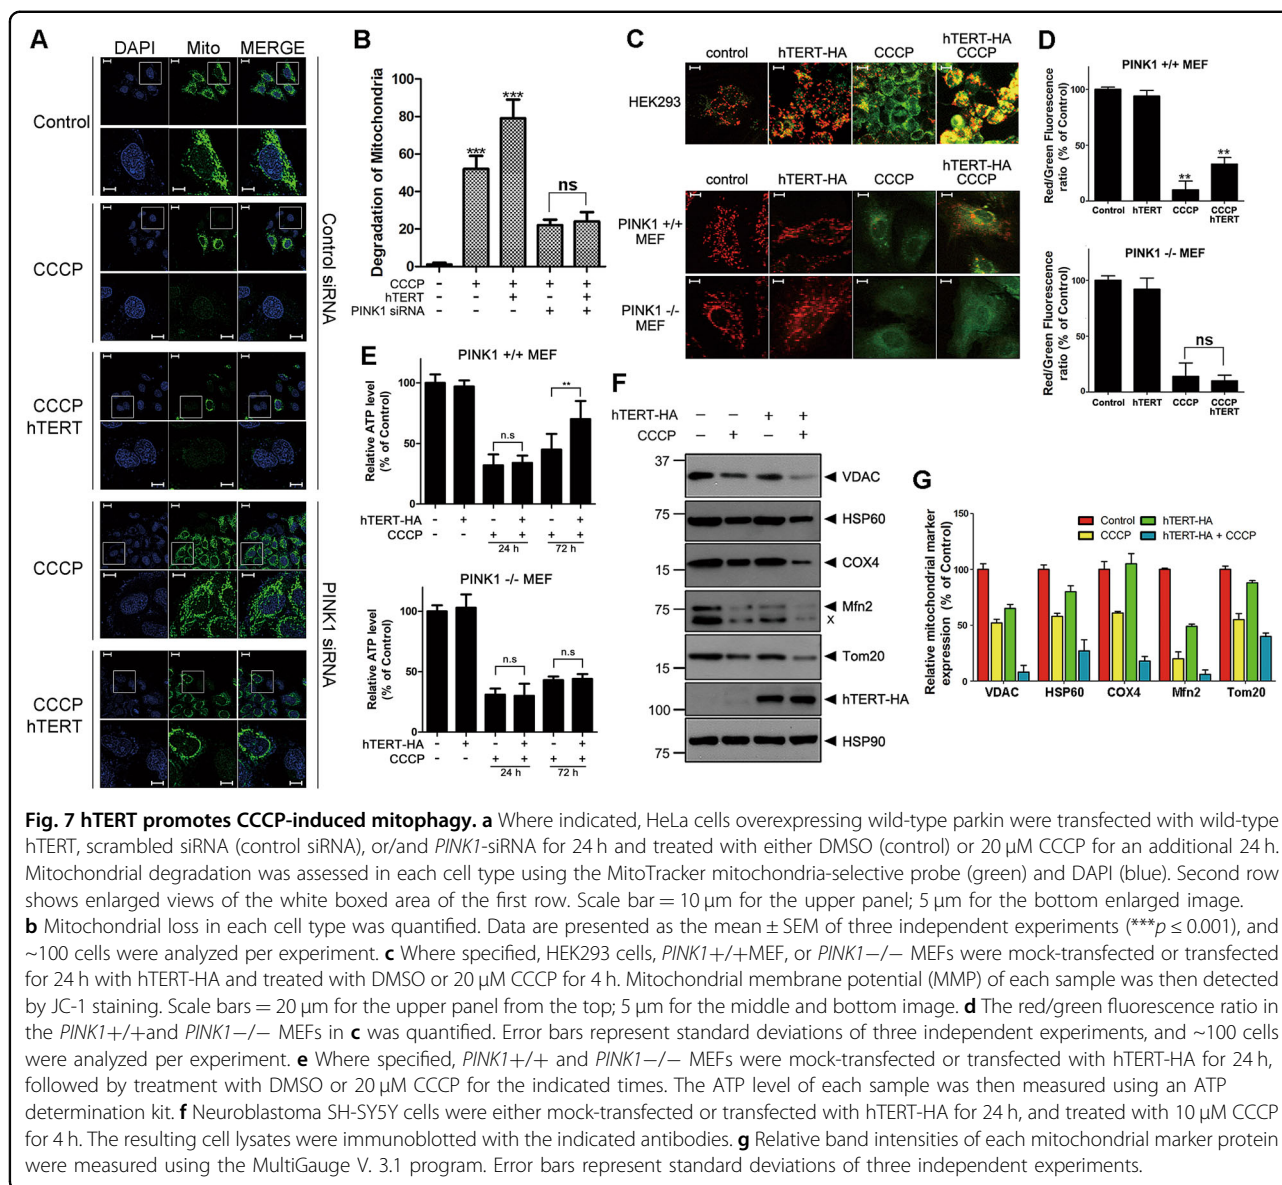 A
DAPI Mito MERGE
Control
CCCP
CCCP
hTERT
CCCP
CCCP
hTERT
Control siRNA
PINK1 siRNA
B
Degradation of Mitochondria
100
80
60
40
20
0
*** *** ns
CCCP - + + + +
hTERT - - + - +
PINK1 siRNA - - - + +
C
control hTERT-HA CCCP hTERT-HA CCCP
HEK293
control hTERT-HA CCCP hTERT-HA CCCP
PINK1 +/+
MEF
PINK1 -/-
MEF
D
PINK1 +/+ MEF
Red/Green Fluorescence
ratio (% of Control)
100
50
0
** **
Control hTERT CCCP CCCP hTERT
PINK1 -/- MEF
Red/Green Fluorescence
ratio (% of Control)
100
50
0
ns
Control hTERT CCCP CCCP hTERT
E
PINK1 +/+ MEF
Relative ATP level
(% of Control)
100
50
0
n.s **
hTERT-HA - + - + - +
CCCP - - + + + +
24 h 72 h
PINK1 -/- MEF
Relative ATP level
(% of Control)
100
50
0
n.s n.s
hTERT-HA - + - + - +
CCCP - - + + + +
24 h 72 h
F
hTERT-HA – – + +
CCCP – + – +
37
VDAC
75
HSP60
15
COX4
75
Mfn2
x
15
Tom20
100
hTERT-HA
75
HSP90
G
Relative mitochondrial marker
expression (% of Control)
150
100
50
0
Control hTERT-HA
CCCP hTERT-HA + CCCP
VDAC HSP60 COX4 Mfn2 Tom20
Fig. 7 hTERT promotes CCCP-induced mitophagy. a Where indicated, HeLa cells overexpressing wild-type parkin were transfected with wild-type
hTERT, scrambled siRNA (control siRNA), or/and PINK1-siRNA for 24 h and treated with either DMSO (control) or 20 μM CCCP for an additional 24 h.
Mitochondrial degradation was assessed in each cell type using the MitoTracker mitochondria-selective probe (green) and DAPI (blue). Second row
shows enlarged views of the white boxed area of the first row. Scale bar = 10 μm for the upper panel; 5 μm for the bottom enlarged image.
b Mitochondrial loss in each cell type was quantified. Data are presented as the mean ± SEM of three independent experiments (***p ≤ 0.001), and
~100 cells were analyzed per experiment. c Where specified, HEK293 cells, PINK1+/+MEF, or PINK1−/− MEFs were mock-transfected or transfected
for 24 h with hTERT-HA and treated with DMSO or 20 μM CCCP for 4 h. Mitochondrial membrane potential (MMP) of each sample was then detected
by JC-1 staining. Scale bars = 20 μm for the upper panel from the top; 5 μm for the middle and bottom image. d The red/green fluorescence ratio in
the PINK1+/+and PINK1−/− MEFs in c was quantified. Error bars represent standard deviations of three independent experiments, and ~100 cells
were analyzed per experiment. e Where specified, PINK1+/+ and PINK1−/− MEFs were mock-transfected or transfected with hTERT-HA for 24 h,
followed by treatment with DMSO or 20 μM CCCP for the indicated times. The ATP level of each sample was then measured using an ATP
determination kit. f Neuroblastoma SH-SY5Y cells were either mock-transfected or transfected with hTERT-HA for 24 h, and treated with 10 μM CCCP
for 4 h. The resulting cell lysates were immunoblotted with the indicated antibodies. g Relative band intensities of each mitochondrial marker protein
were measured using the MultiGauge V. 3.1 program. Error bars represent standard deviations of three independent experiments.